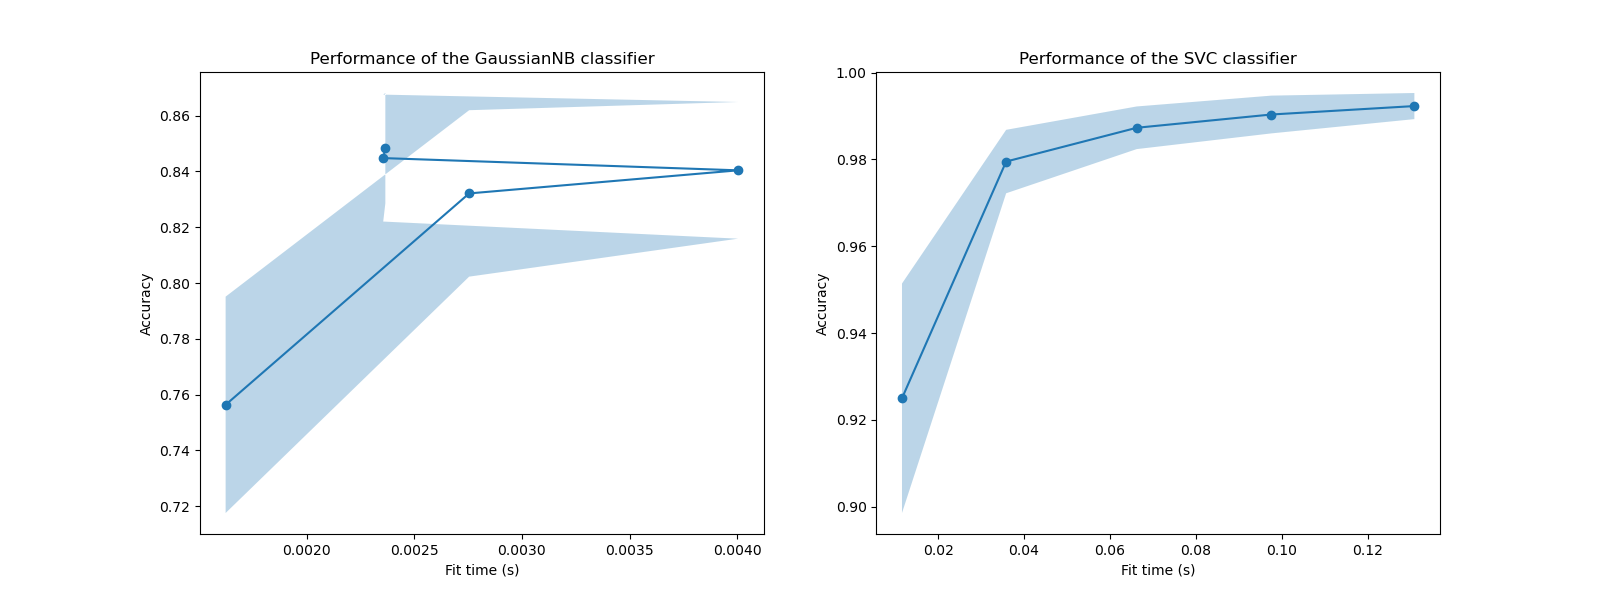 Performance of the GaussianNB classifier
0.86
0.84
0.82
0.80
0.78
0.76
0.74
0.72
Accuracy
0.0020 0.0025 0.0030 0.0035 0.0040
Fit time (s)
Performance of the SVC classifier
1.00
0.98
0.96
0.94
0.92
0.90
Accuracy
0.02 0.04 0.06 0.08 0.10 0.12
Fit time (s)